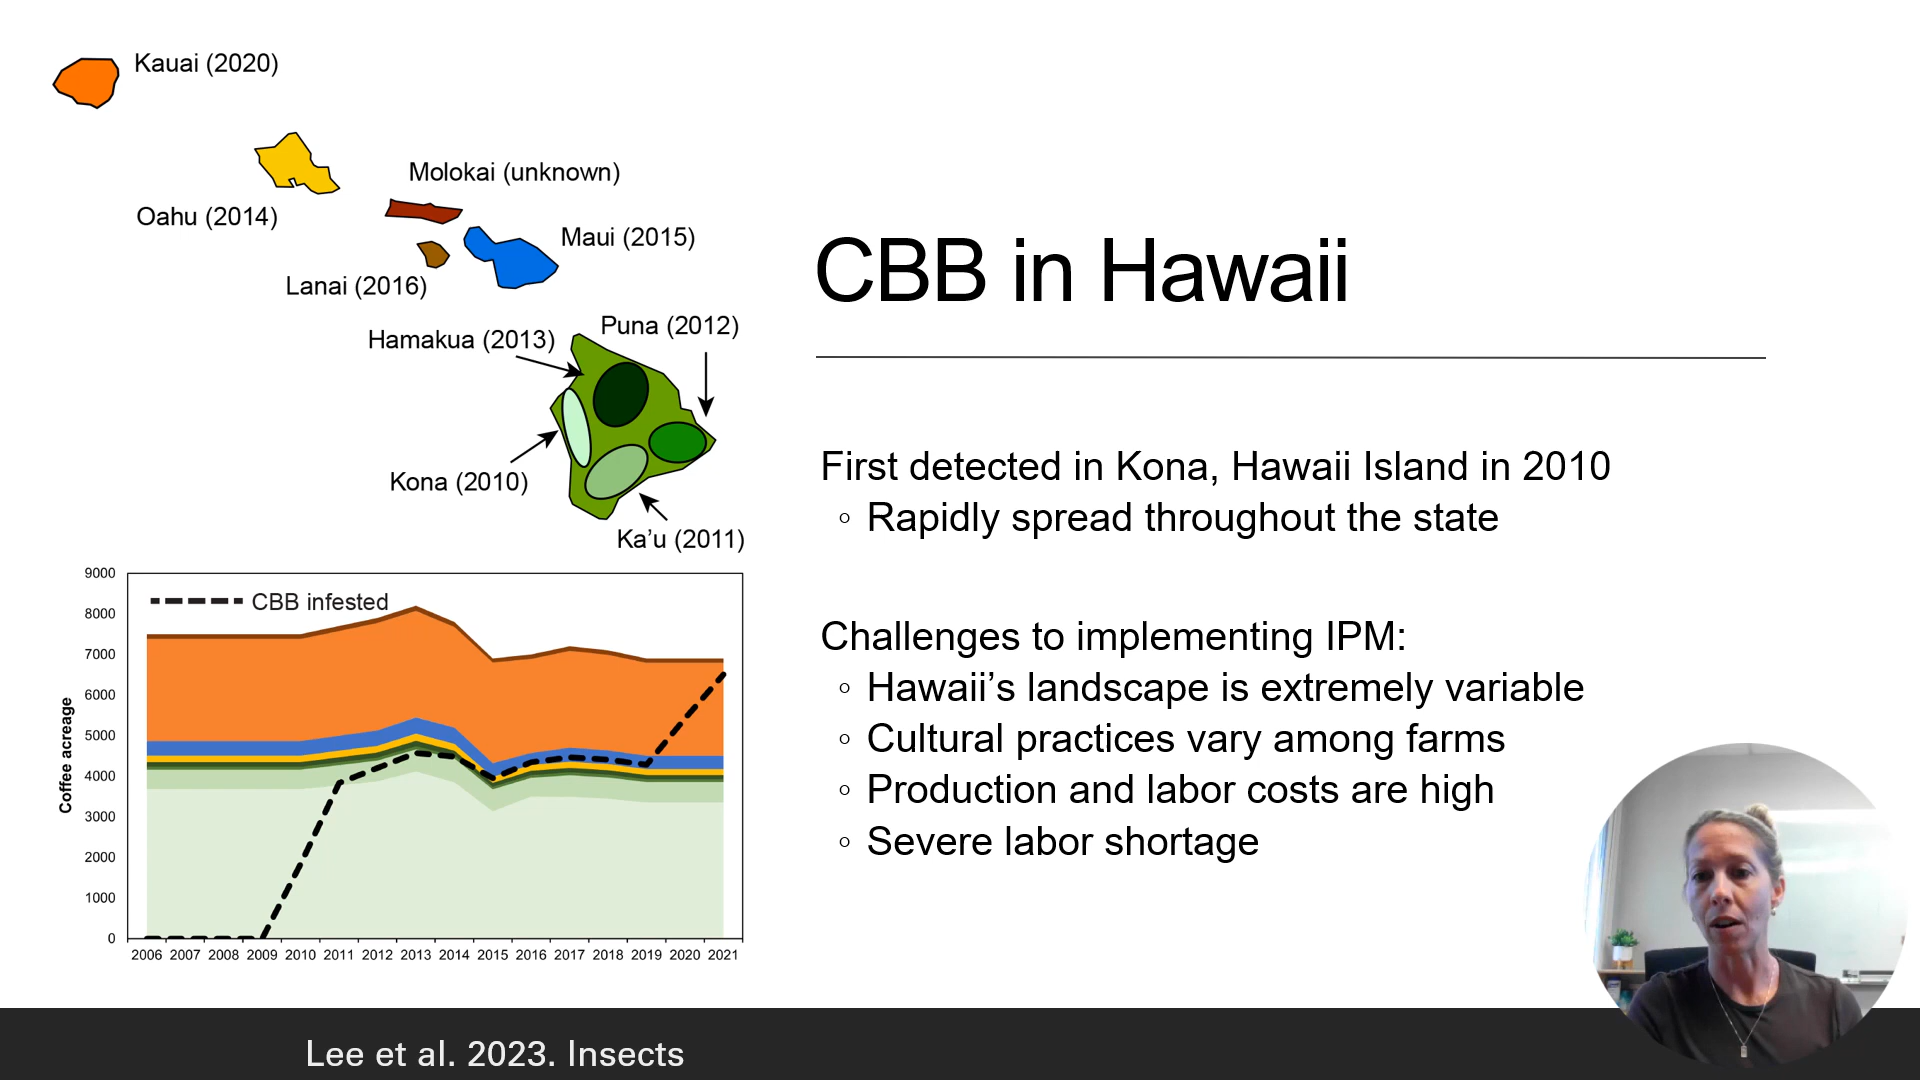 Kauai (2020)
Molokai (unknown)
Oahu (2014)
Maui (2015)
Lanai (2016)
Puna (2012)
Hamakua (2013)
Kona (2010)
Ka’u (2011)
CBB in Hawaii
First detected in Kona, Hawaii Island in 2010
◦ Rapidly spread throughout the state
Challenges to implementing IPM:
◦ Hawaii’s landscape is extremely variable
◦ Cultural practices vary among farms
◦ Production and labor costs are high
◦ Severe labor shortage
CBB infested
Coffee acreage
9000
8000
7000
6000
5000
4000
3000
2000
1000
0
2006 2007 2008 2009 2010 2011 2012 2013 2014 2015 2016 2017 2018 2019 2020 2021
Lee et al. 2023. Insects